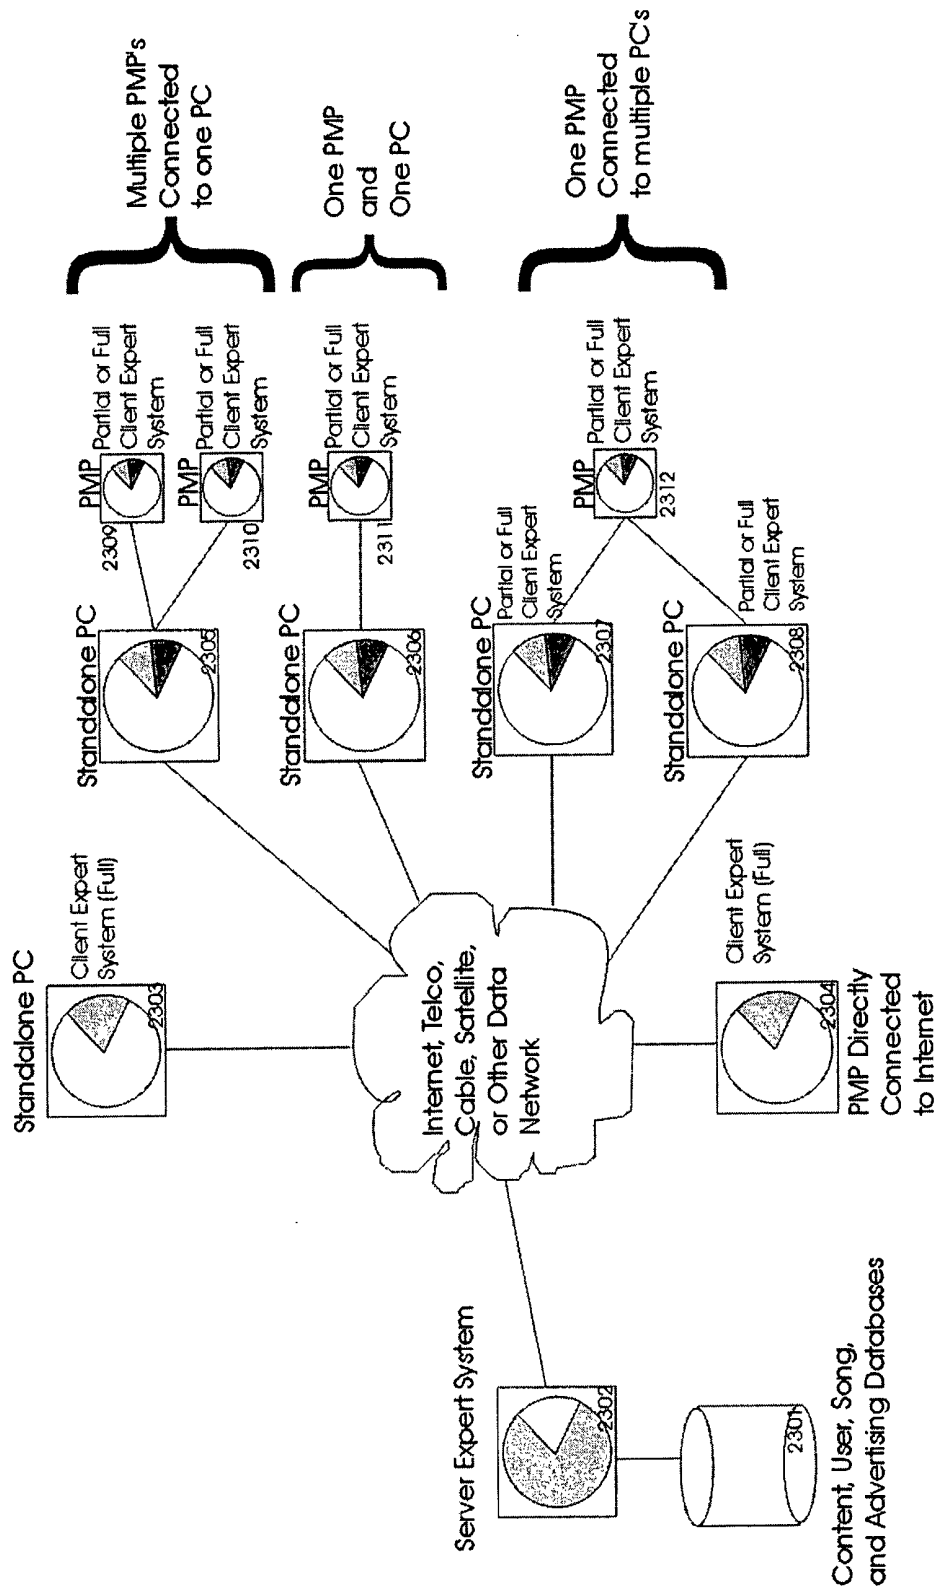 Standalone PC
Client Expert
System (Full)
2303
Server Expert System
2302
2301
Content, User, Song,
and Advertising Databases
Internet, Telco,
Cable, Satellite,
or Other Data
Network
Client Expert
System (Full)
2304
PMP Directly
Connected
to Internet
Standalone PC
2305
Standalone PC
2306
Standalone PC
Partial or Full
Client Expert
System
2307
Standalone PC
Partial or Full
Client Expert
System
2308
2309
PMP
Partial or Full
Client Expert
System
2310
PMP
Partial or Full
Client Expert
System
2311
PMP
Partial or Full
Client Expert
System
PMP
Partial or Full
Client Expert
System
2312
Multiple PMP's
Connected
to one PC
One PMP
and
One PC
One PMP
Connected
to multiple PC's